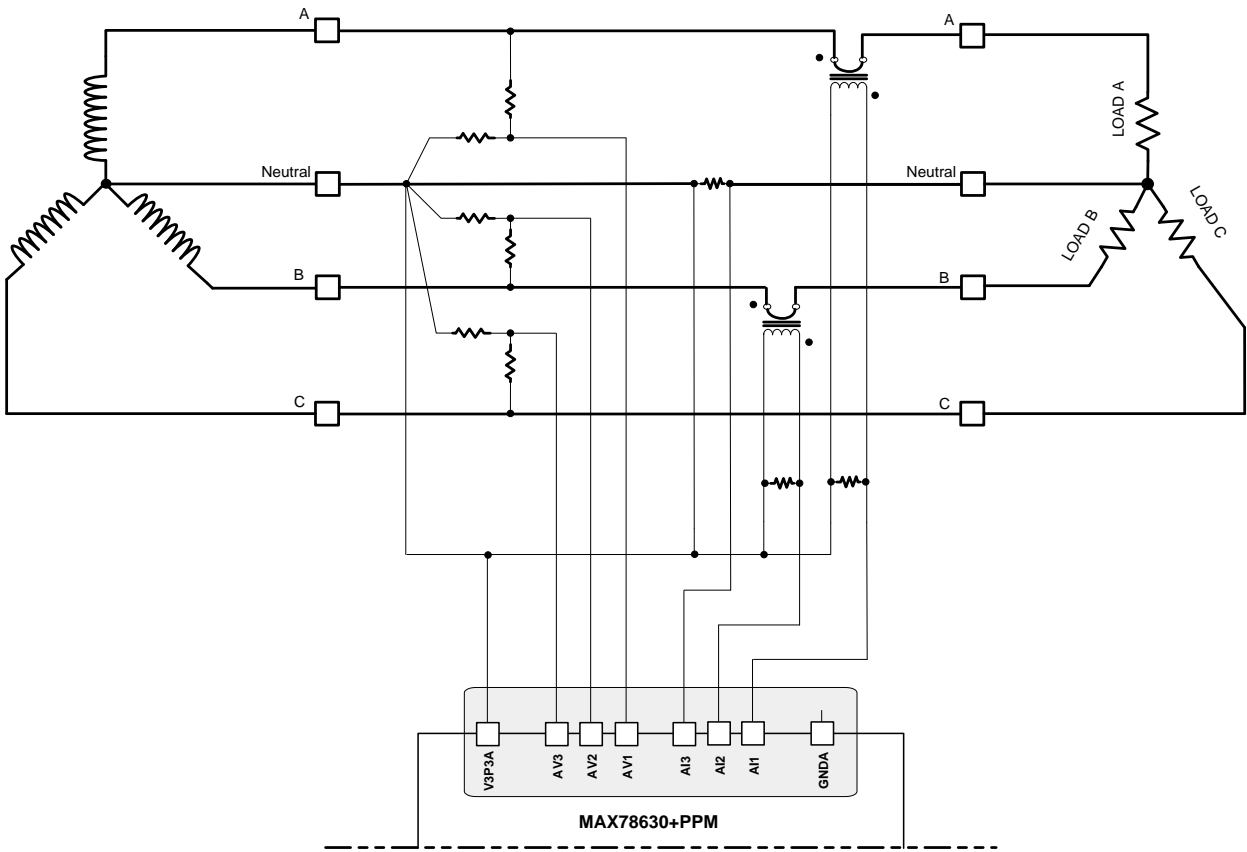 A
A
LOAD A
Neutral
Neutral
LOAD B
LOAD C
B
B
C
C
V3P3A
AV3
AV2
AV1
AI3
AI2
AI1
GNDA
MAX78630+PPM